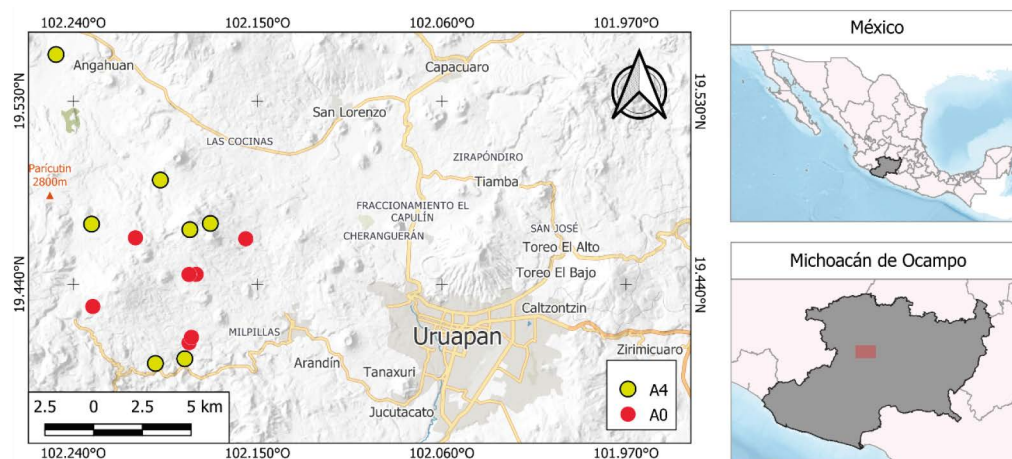 102.240°O 102.150°O 102.060°O 101.970°O
Angahuan
Capacuaro
19.530°N
19.530°N
San Lorenzo
LAS COCINAS
ZIRAPÓNDIRO
Parícutin
2800m
Tiamba
FRACCIONAMIENTO EL
CAPULÍN
CHERANGUERÁN
SAN JOSÉ
Toreo El Alto
Toreo El Bajo
19.440°N
19.440°N
Caltzontzin
MILPILLAS
Uruapan
Arandín
Zirimicuaro
Tanaxuri
Jucutacato
2.5 0 2.5 5 km
A4
A0
102.240°O 102.150°O 102.060°O 101.970°O
México
Michoacán de Ocampo